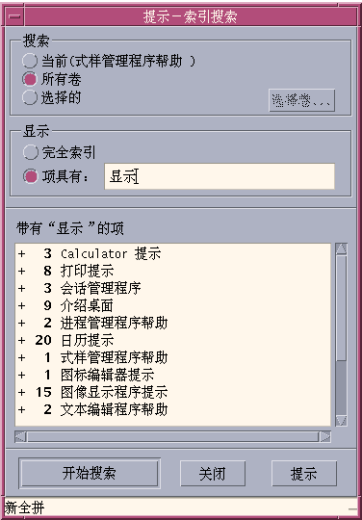 提示－索引搜索
搜索
当前(式样管理程序帮助 )
所有卷
选择的
选择卷...
显示
完全索引
项具有: 显示
带有“显示”的项
+ 3 Calculator 提示
+ 8 打印提示
+ 3 会话管理程序
+ 9 介绍桌面
+ 2 进程管理程序帮助
+ 20 日历提示
+ 1 式样管理程序帮助
+ 1 图标编辑器提示
+ 15 图像显示程序提示
+ 2 文本编辑程序帮助
开始搜索 关闭 提示
新全拼